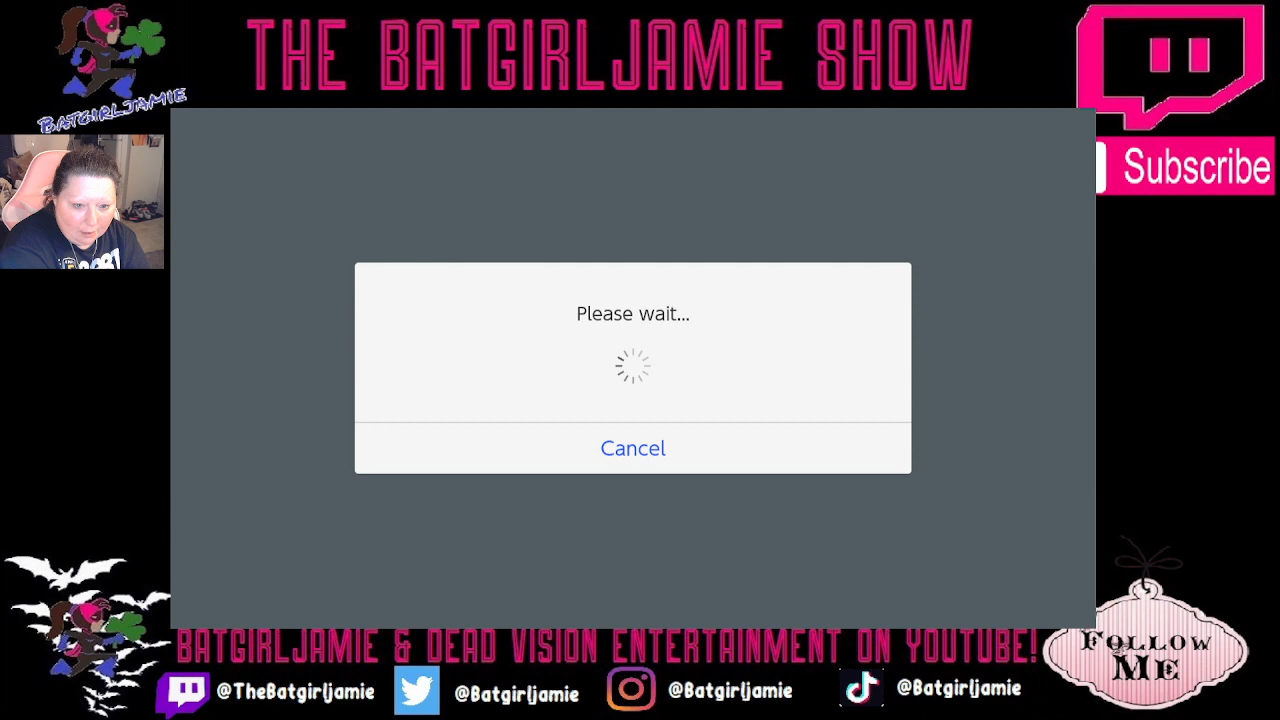 THE BATGIRLJAMIE SHOW
BATGIRLJAMIE
Subscribe
Please wait...
Cancel
BATGIRLJAMIE & DEAD VISION ENTERTAINMENT ON YOUTUBE!
@TheBatgirljamie
@Batgirljamie
@Batgirljamie
@Batgirljamie
FOLLOW
ME